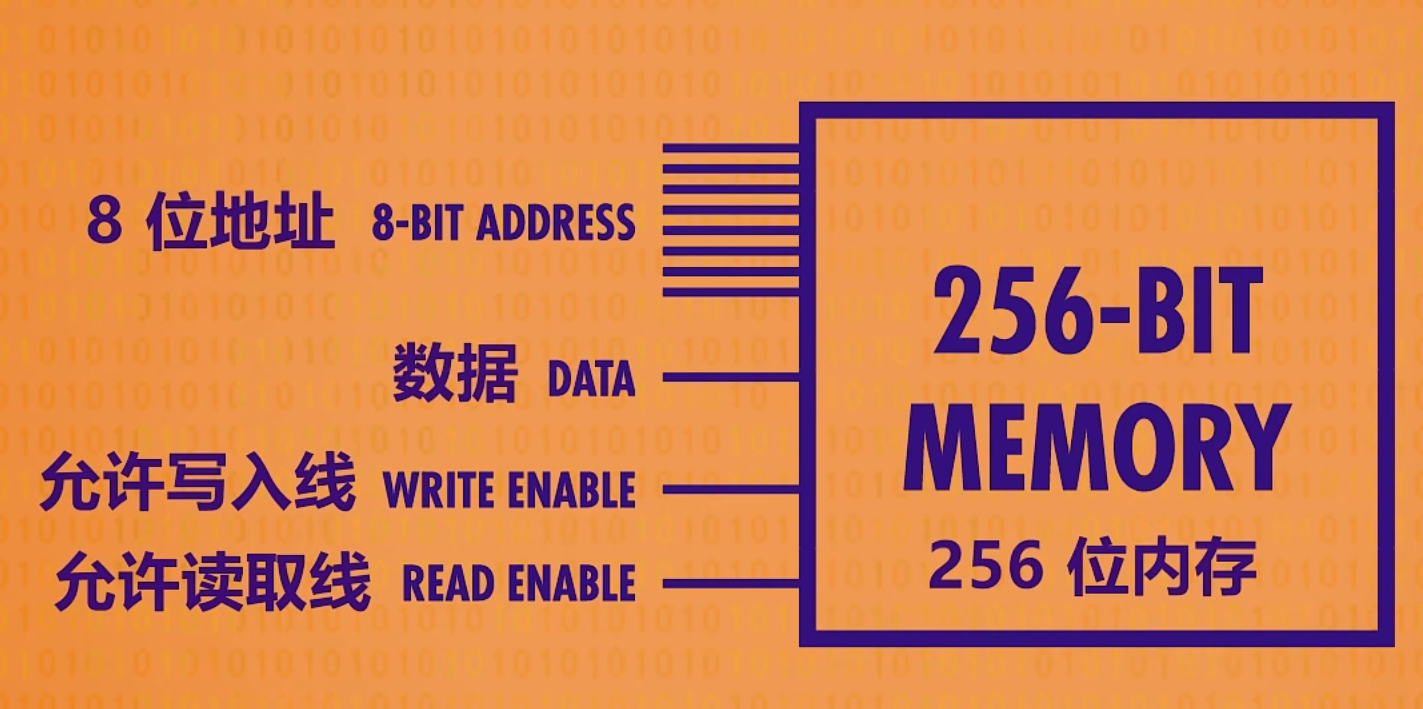 8 位地址 8-BIT ADDRESS
数据 DATA
允许写入线 WRITE ENABLE
允许读取线 READ ENABLE
256-BIT
MEMORY
256 位内存